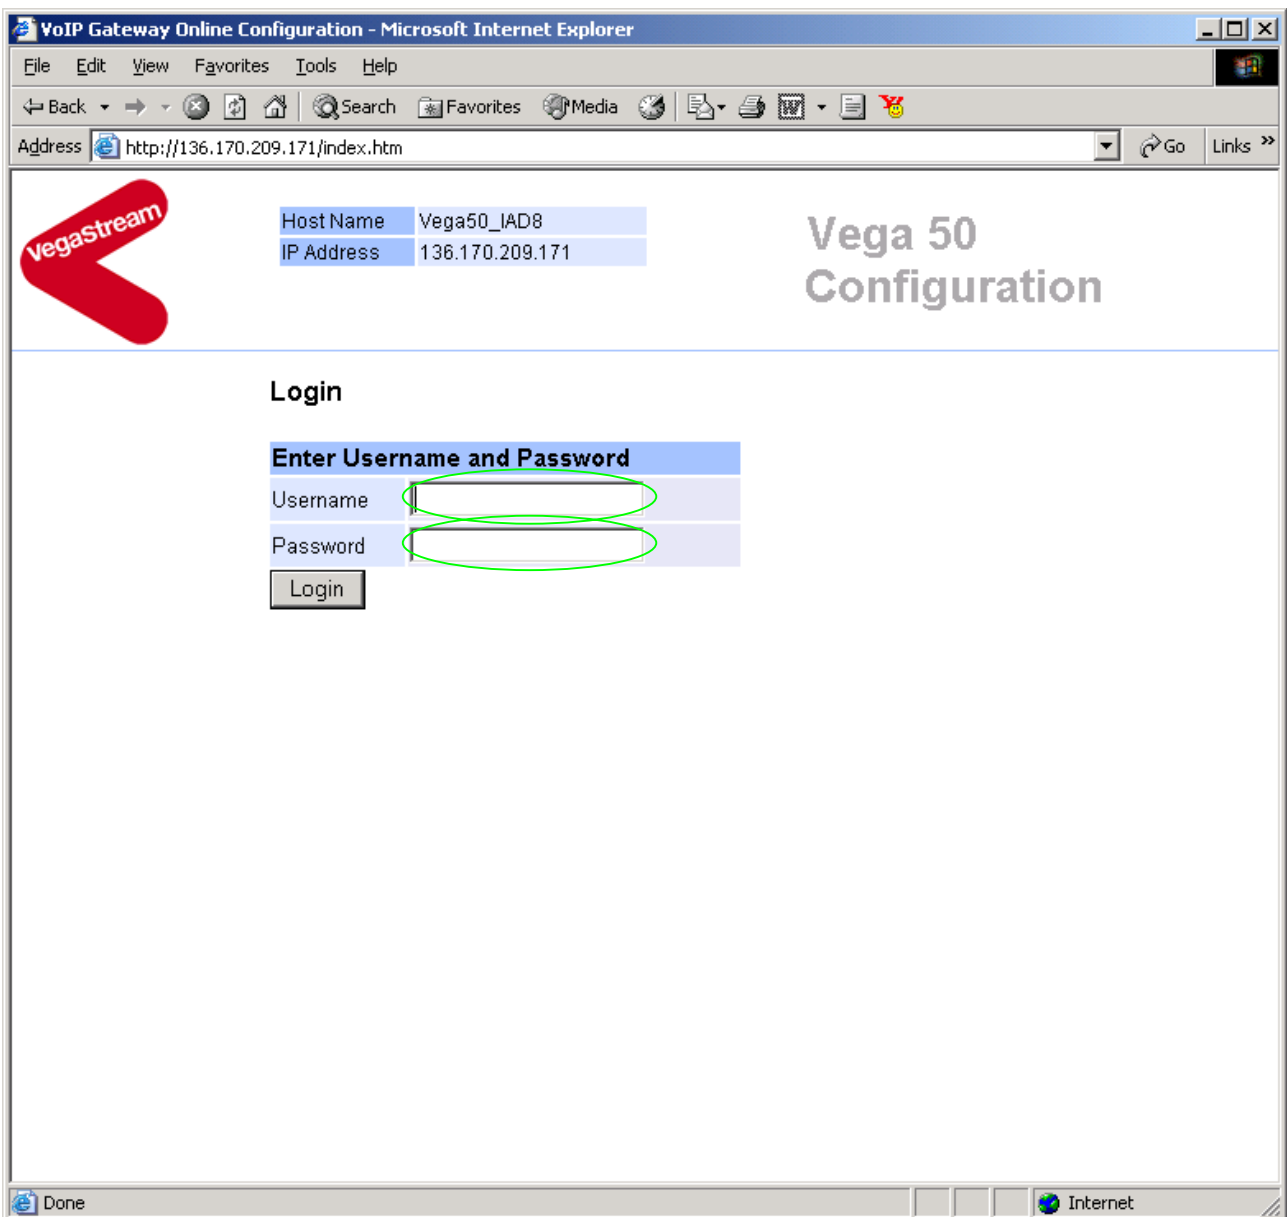 VoIP Gateway Online Configuration - Microsoft Internet Explorer
File Edit View Favorites Tools Help
Back Search Favorites Media W
Address http://136.170.209.171/index.htm Go Links »
vegastream
Host Name Vega50_IAD8
IP Address 136.170.209.171
Vega 50
Configuration
Login
Enter Username and Password
Username
Password
Login
Done Internet